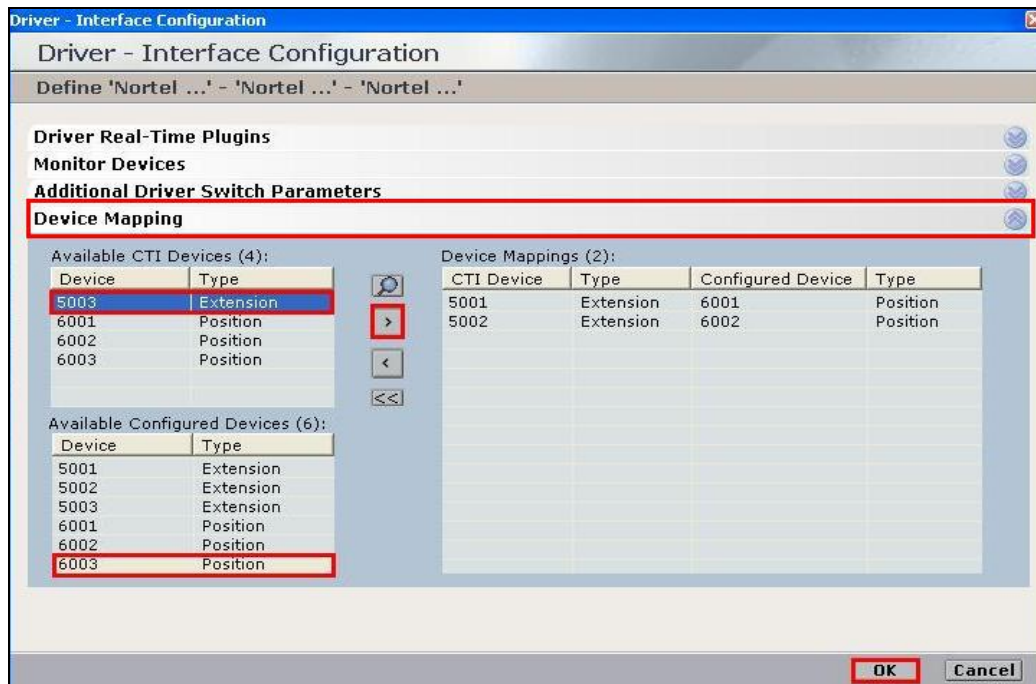 Driver - Interface Configuration
Driver - Interface Configuration
Define 'Nortel ...' - 'Nortel ...' - 'Nortel ...'
Driver Real-Time Plugins
Monitor Devices
Additional Driver Switch Parameters
Device Mapping
Available CTI Devices (4):
Device Type
5003 Extension
6001 Position
6002 Position
6003 Position
>
<
<<
Available Configured Devices (6):
Device Type
5001 Extension
5002 Extension
5003 Extension
6001 Position
6002 Position
6003 Position
Device Mappings (2):
CTI Device Type Configured Device Type
5001 Extension 6001 Position
5002 Extension 6002 Position
OK Cancel